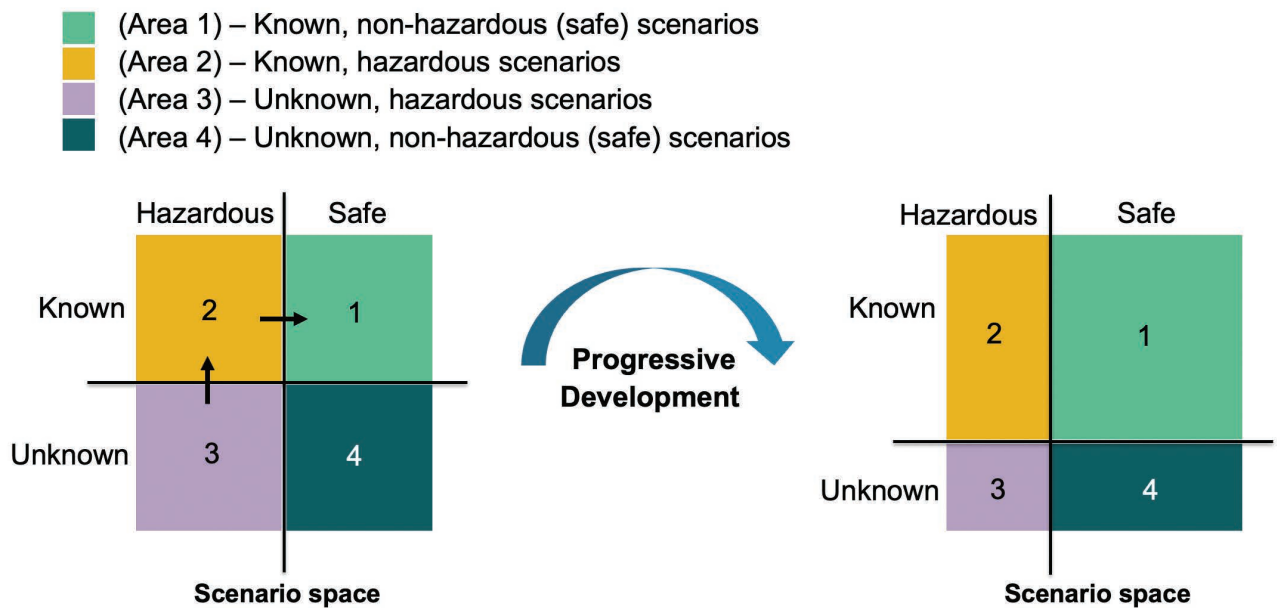 (Area 1) – Known, non-hazardous (safe) scenarios
(Area 2) – Known, hazardous scenarios
(Area 3) – Unknown, hazardous scenarios
(Area 4) – Unknown, non-hazardous (safe) scenarios
Hazardous Safe
Known 2 1
Unknown 3 4
Scenario space
Progressive
Development
Hazardous Safe
Known 2 1
Unknown 3 4
Scenario space